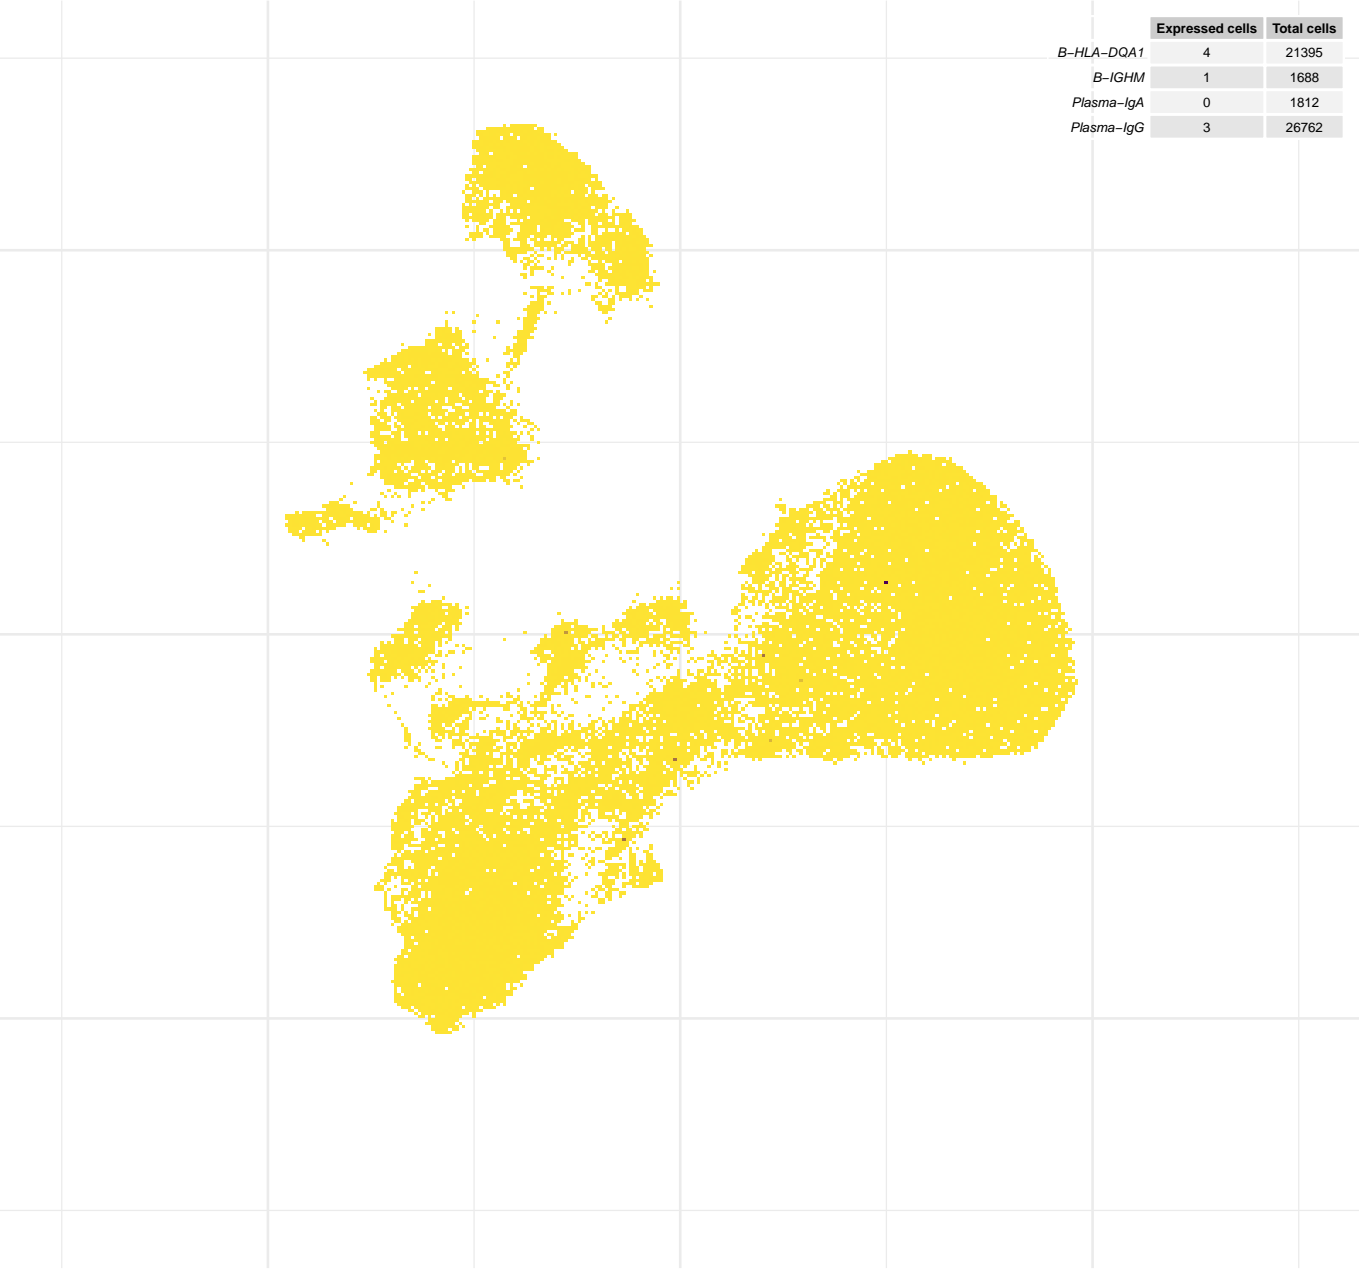 Expressed cells Total cells
B−HLA−DQA1 4 21395
B−IGHM 1 1688
Plasma−IgA 0 1812
Plasma−IgG 3 26762